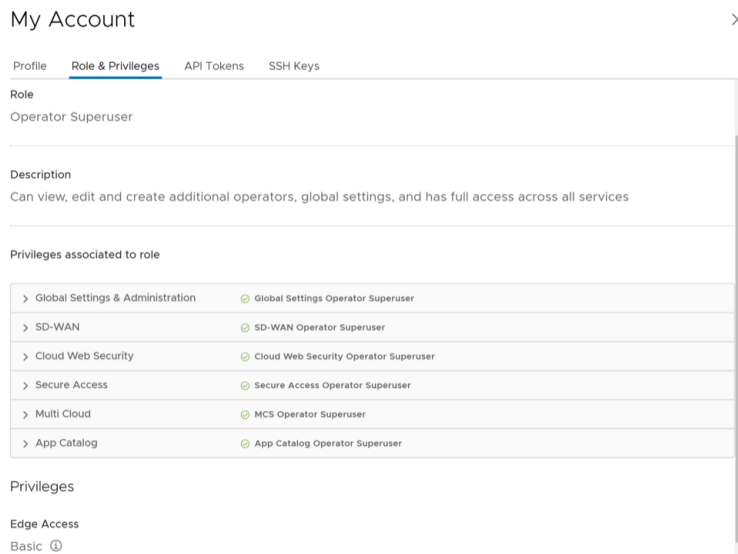 My Account
Profile Role & Privileges API Tokens SSH Keys
Role
Operator Superuser
Description
Can view, edit and create additional operators, global settings, and has full access across all services
Privileges associated to role
Global Settings & Administration Global Settings Operator Superuser
SD-WAN SD-WAN Operator Superuser
Cloud Web Security Cloud Web Security Operator Superuser
Secure Access Secure Access Operator Superuser
Multi Cloud MCS Operator Superuser
App Catalog App Catalog Operator Superuser
Privileges
Edge Access
Basic